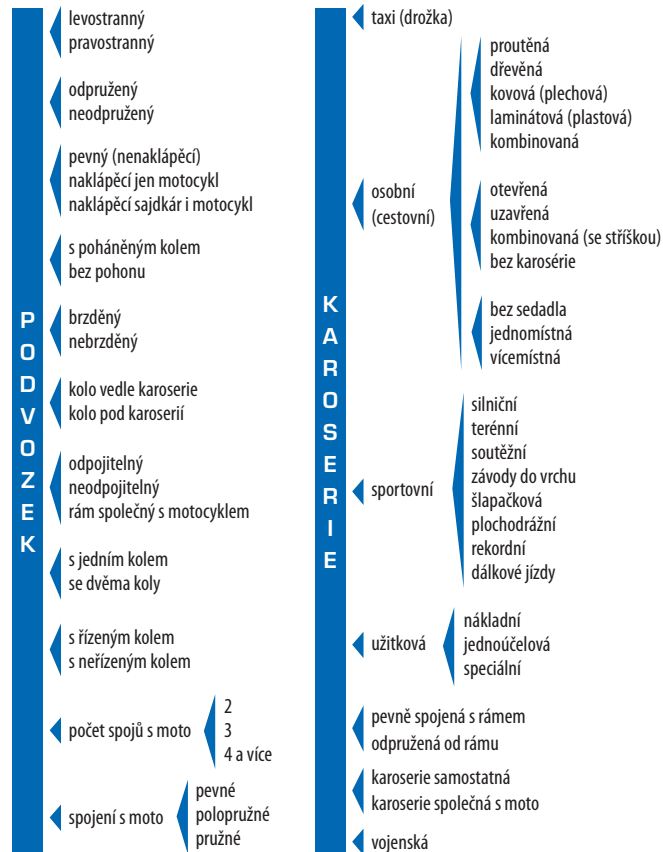 PODVOZEK
levostranný
pravostranný
odpružený
neodpružený
pevný (nenaklápěcí)
naklápěcí jen motocykl
naklápěcí sajdkár i motocykl
s poháněným kolem
bez pohonu
brzděný
nebrzděný
kolo vedle karoserie
kolo pod karoserií
odpojitelný
neodpojitelný
rám společný s motocyklem
s jedním kolem
se dvěma koly
s řízeným kolem
s neřízeným kolem
počet spojů s moto
2
3
4 a více
spojení s moto
pevné
polopružné
pružné
KAROSERIE
taxi (drožka)
osobní
(cestovní)
proutěná
dřevěná
kovová (plechová)
laminátová (plastová)
kombinovaná
otevřená
uzavřená
kombinovaná (se stříškou)
bez karosérie
bez sedadla
jednomístná
vícemístná
sportovní
silniční
terénní
soutěžní
závody do vrchu
šlapačková
plochodrážní
rekordní
dálkové jízdy
užitková
nákladní
jednoúčelová
speciální
pevně spojená s rámem
odpružená od rámu
karoserie samostatná
karoserie společná s moto
vojenská